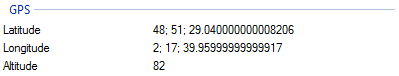 GPS
Latitude 48; 51; 29.040000000008206
Longitude 2; 17; 39.95999999999917
Altitude 82